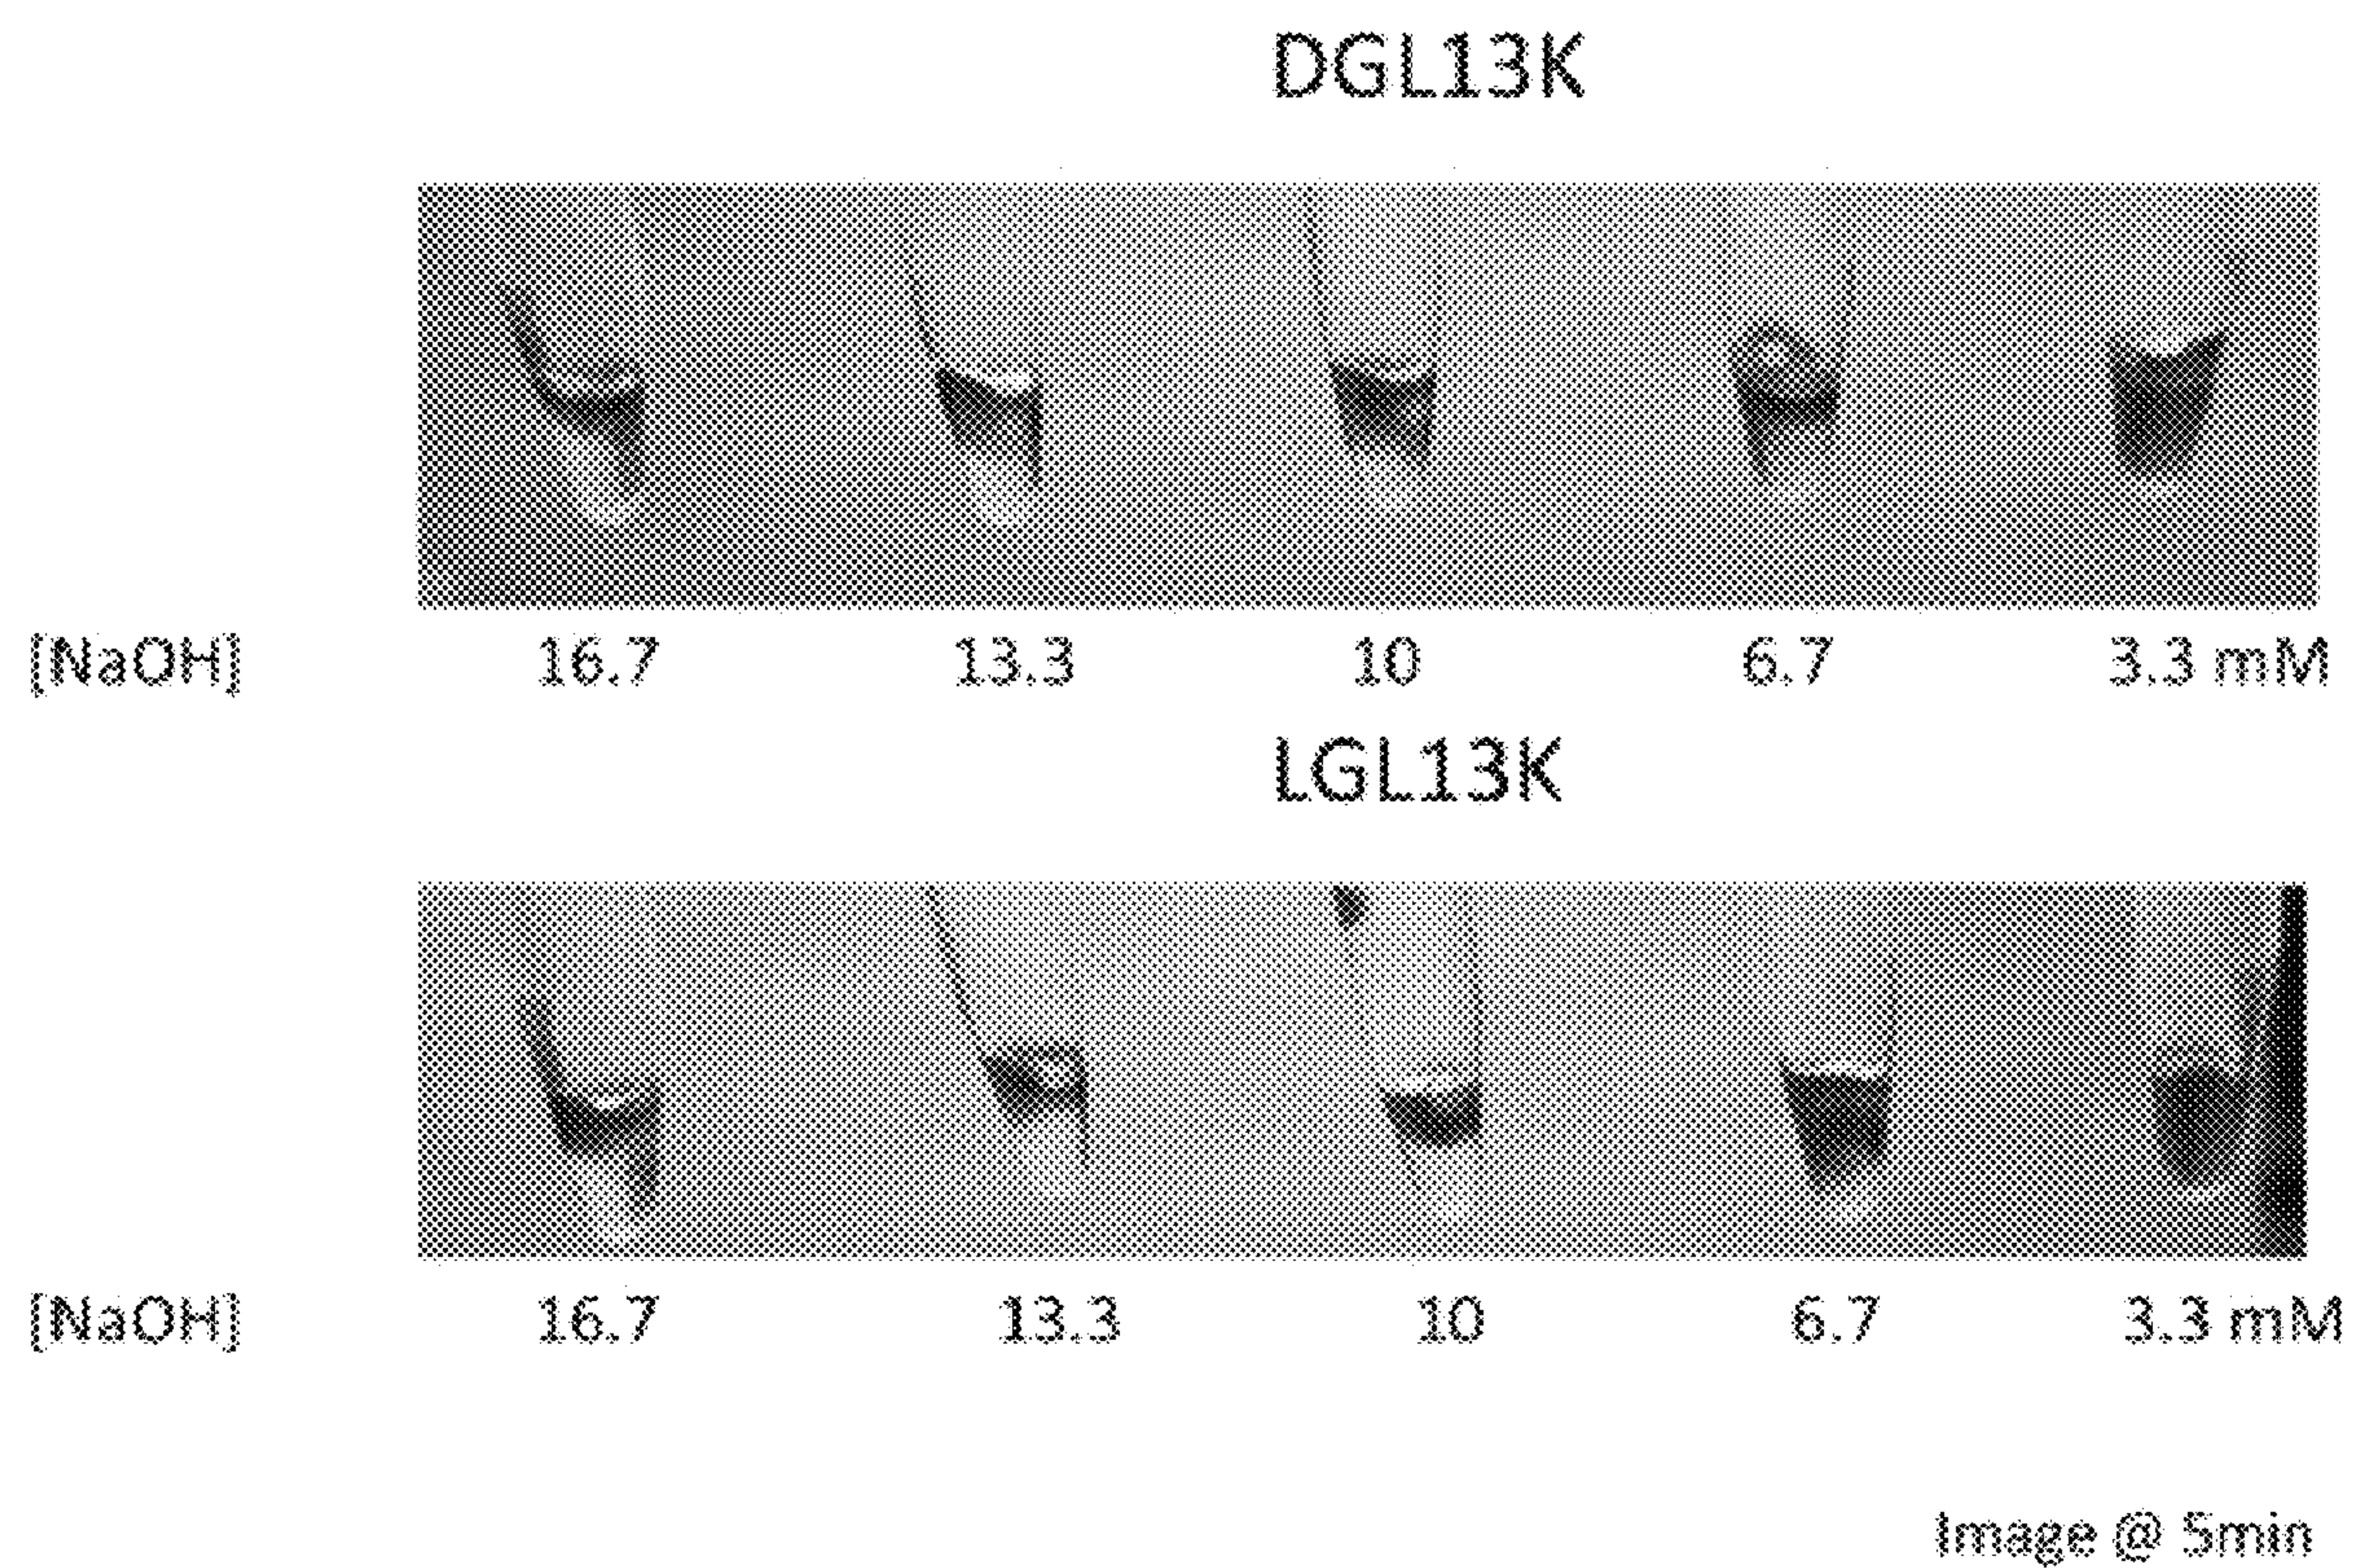 DGL13K
[NaOH] 16.7 13.3 10 6.7 3.3 mM
LGL13K
[NaOH] 16.7 13.3 10 6.7 3.3 mM
Image @ 5min